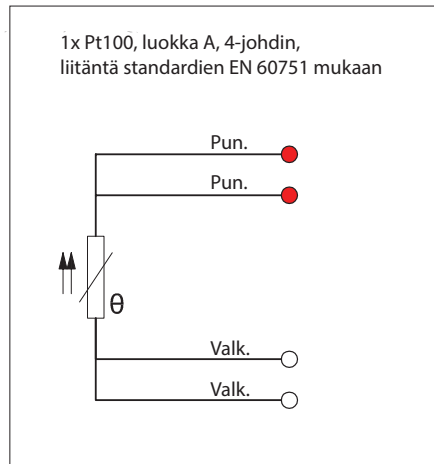 1x Pt100, luokka A, 4-johdin,
liitäntä standardien EN 60751 mukaan
Pun.
Pun.
θ
Valk.
Valk.